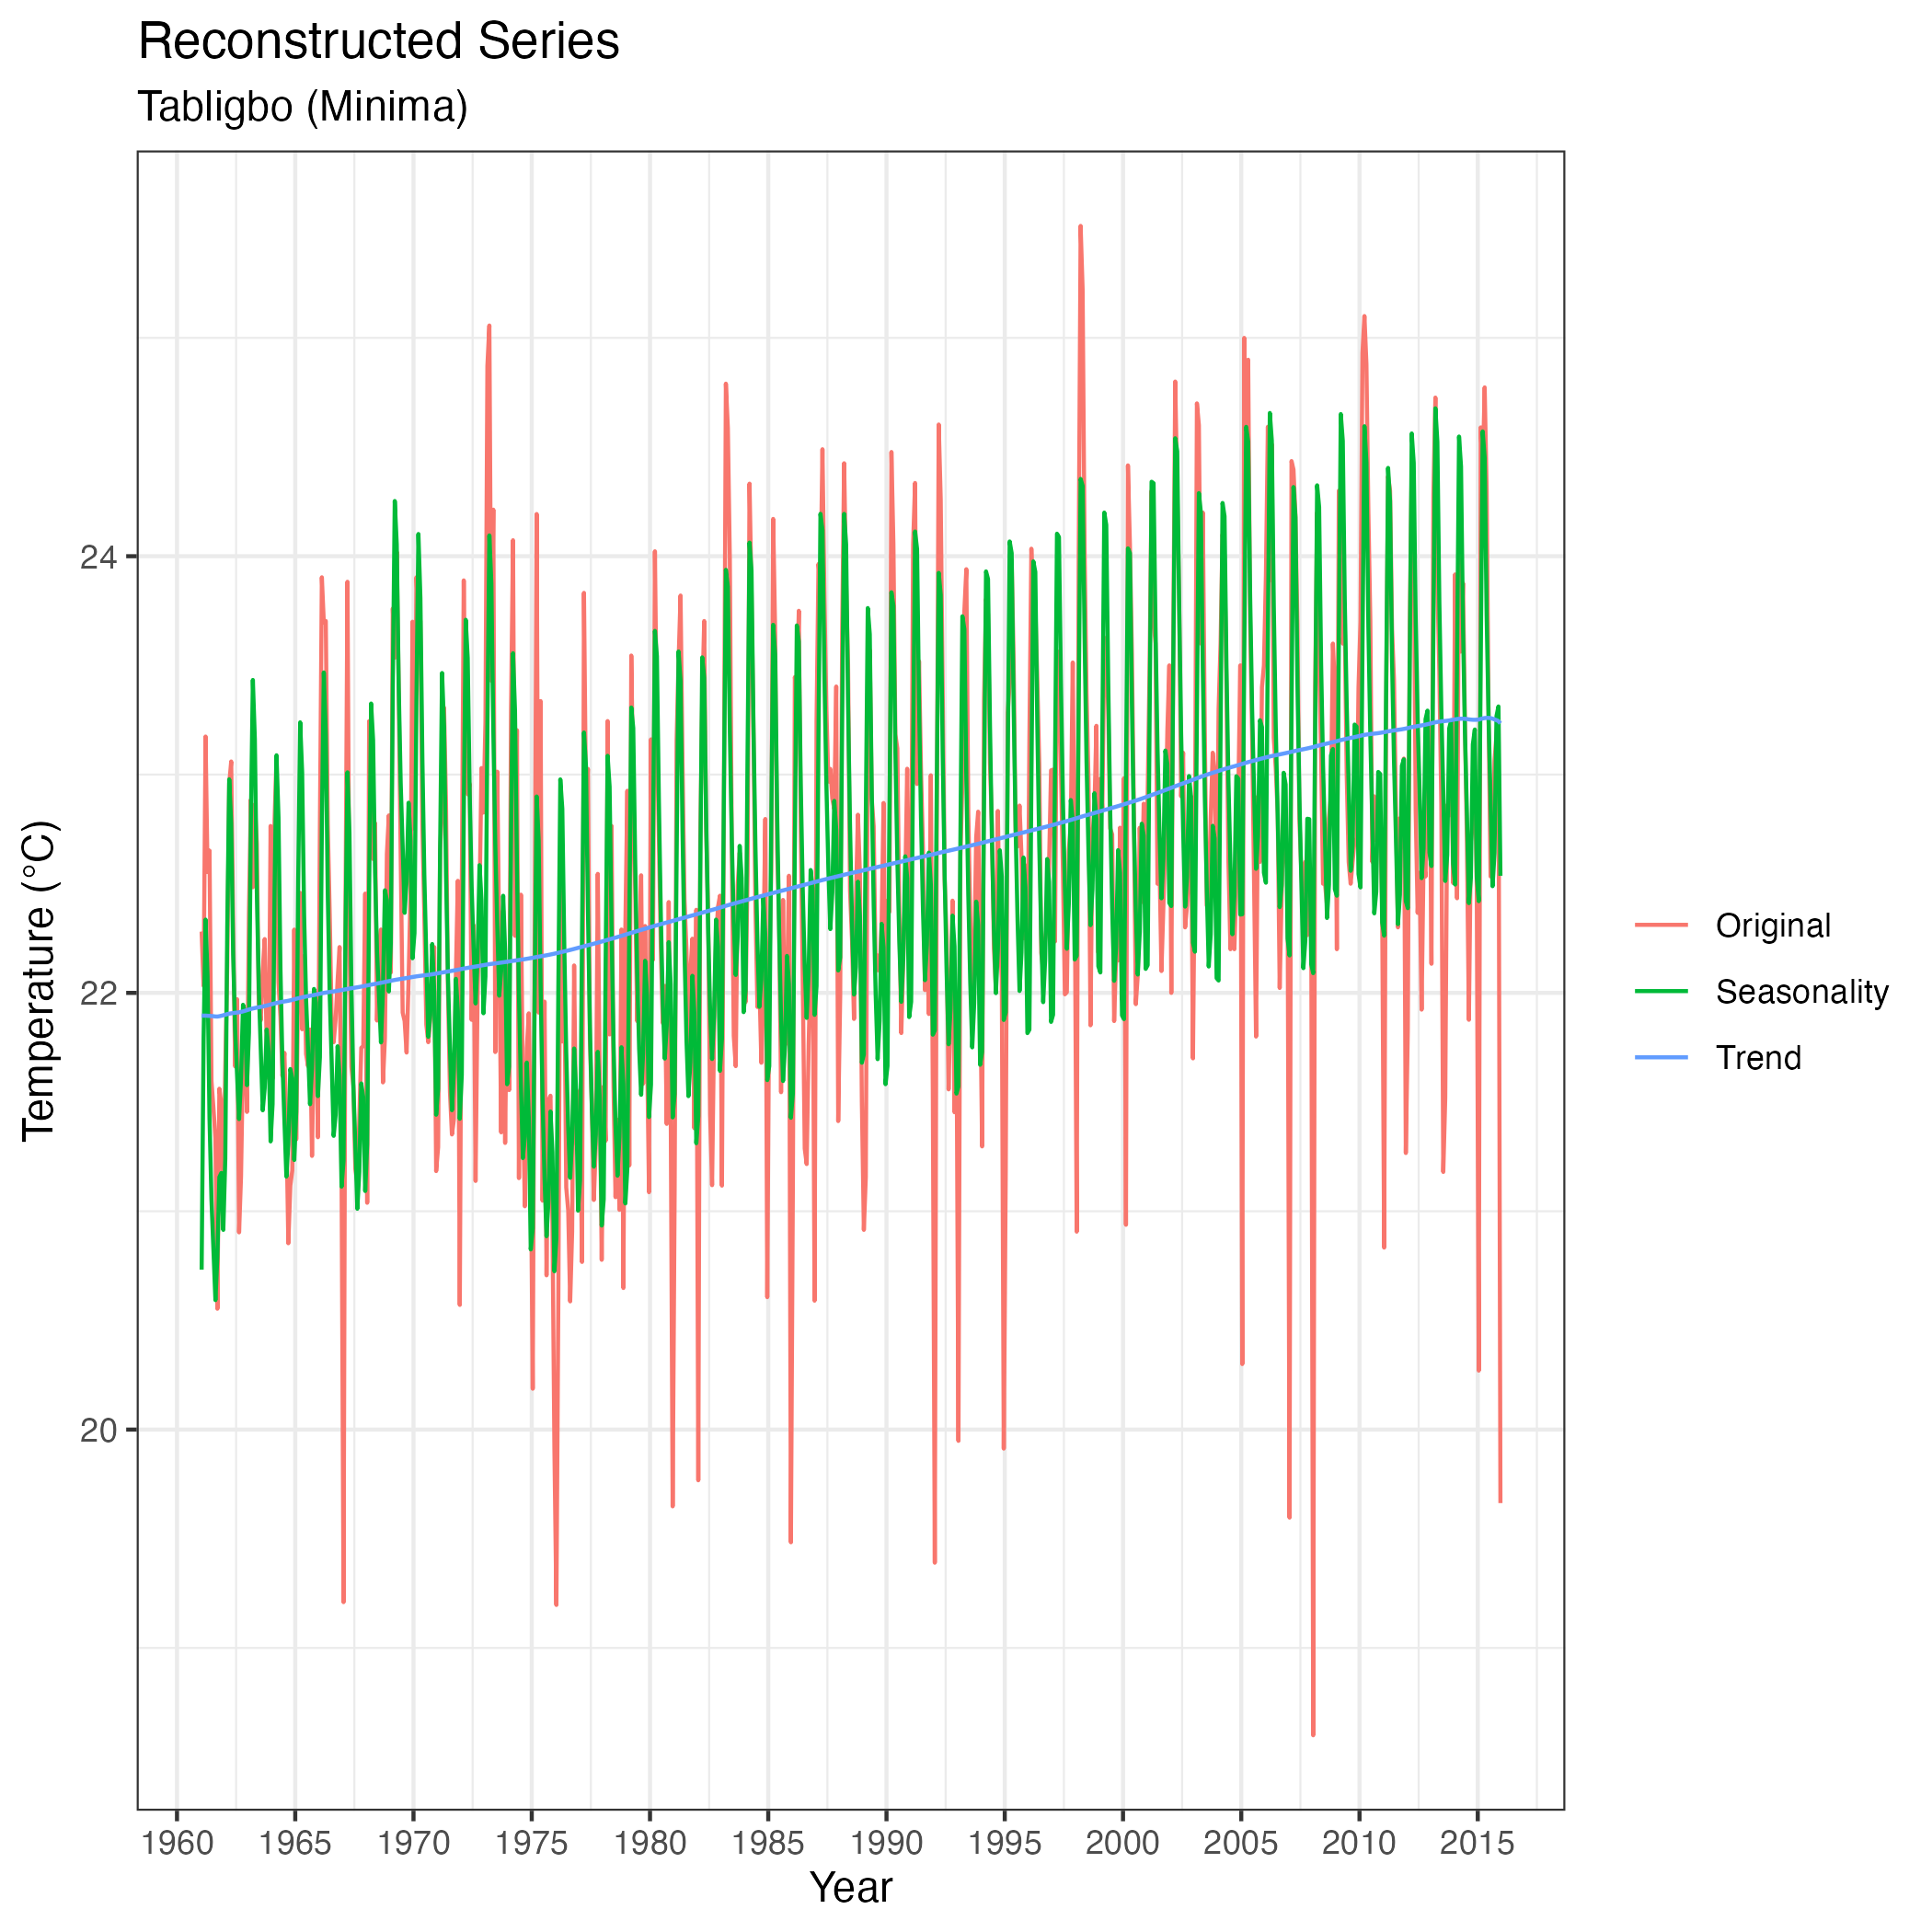 Reconstructed Series
Tabligbo (Minima)
Temperature (°C)
24
22
20
1960 1965 1970 1975 1980 1985 1990 1995 2000 2005 2010 2015
Year
Original
Seasonality
Trend